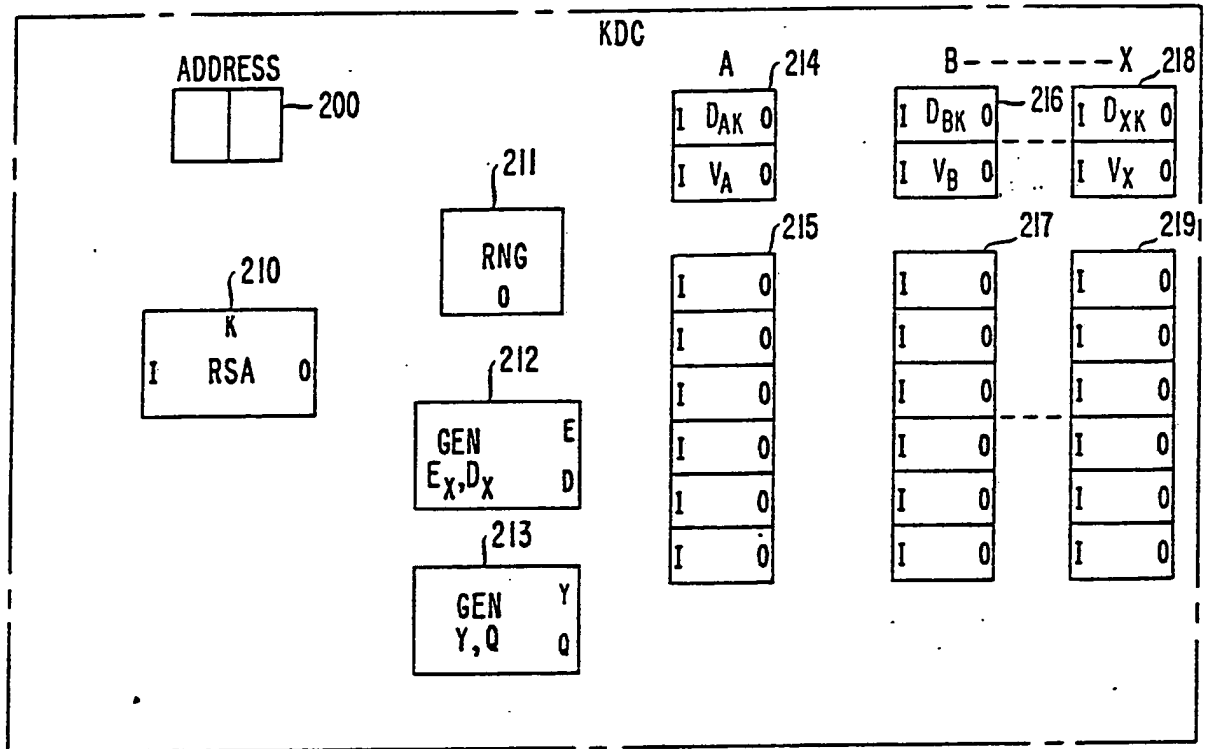 KDC
ADDRESS
200
A
214
B
X
218
I D_AK O
I V_A O
I D_BK O
216
I V_B O
I D_XK O
I V_X O
211
RNG
O
210
K
I RSA O
212
GEN E
E_X,D_X D
213
GEN Y
Y,Q Q
215
I O
I O
I O
I O
I O
I O
217
I O
I O
I O
I O
I O
I O
219
I O
I O
I O
I O
I O
I O